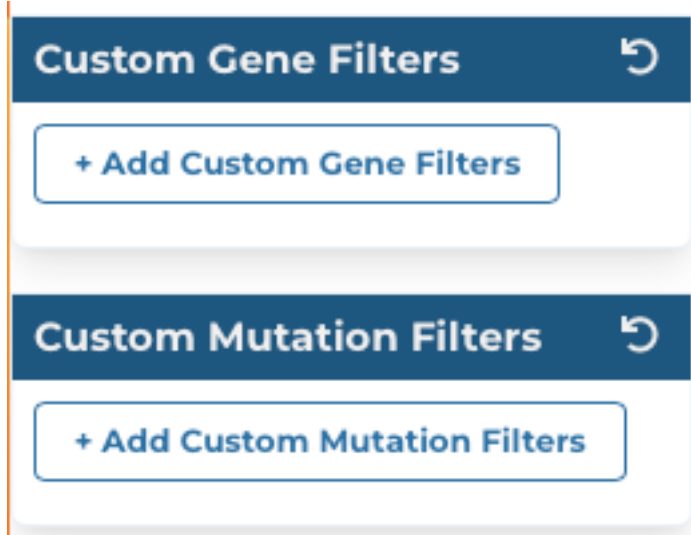 Custom Gene Filters
+ Add Custom Gene Filters
Custom Mutation Filters
+ Add Custom Mutation Filters